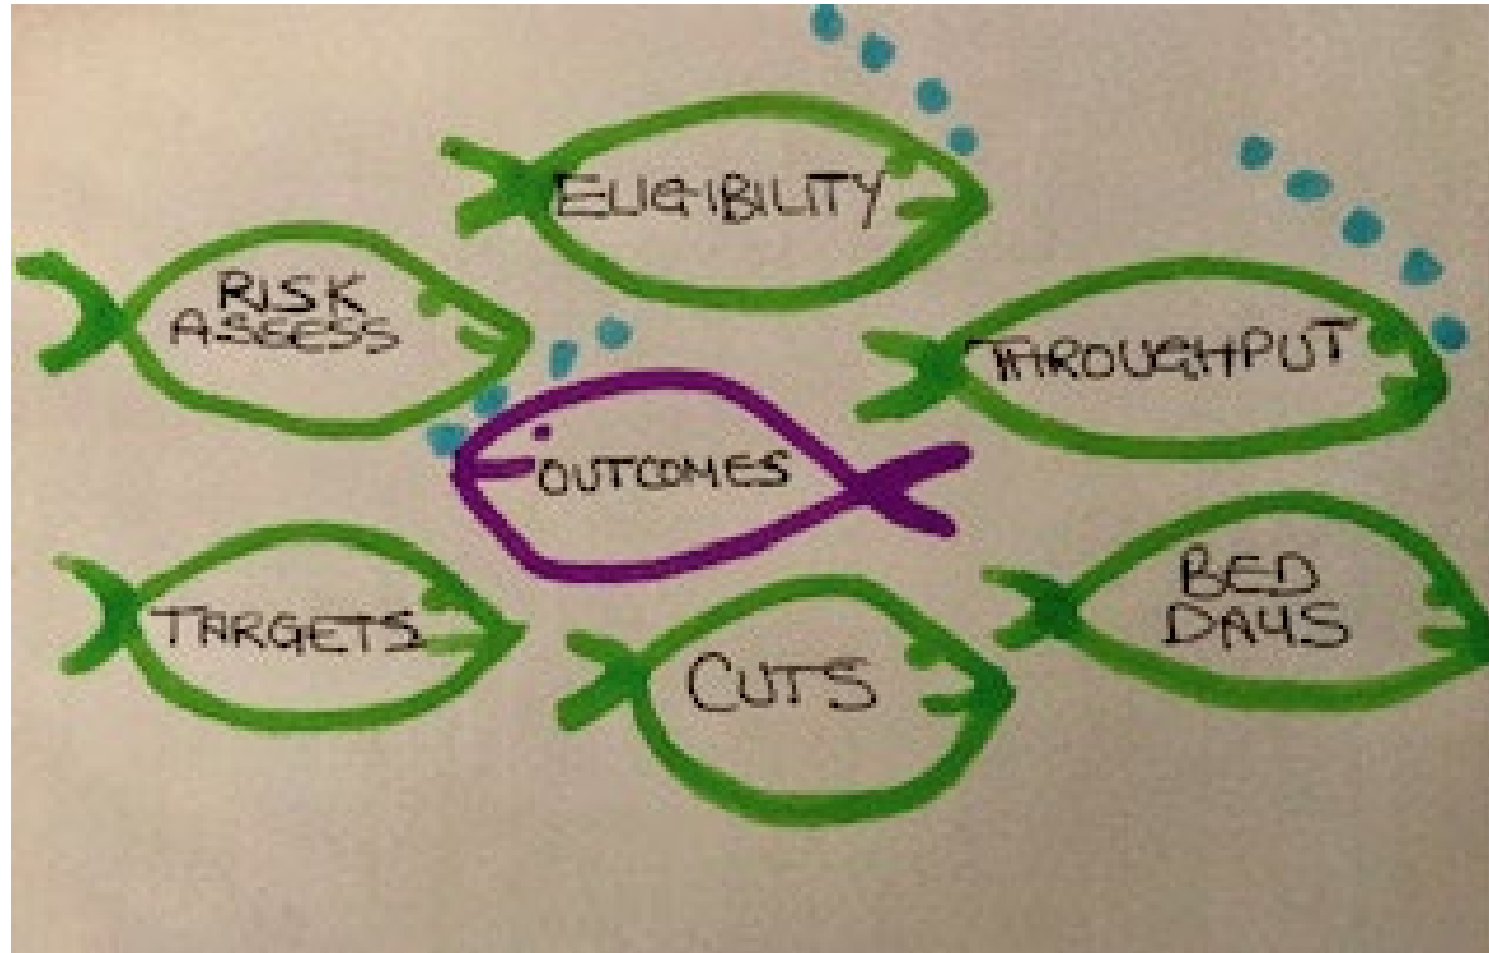 ELIGIBILITY
RISK
ASSESS
THROUGHPUT
OUTCOMES
BED
DAYS
TARGETS
CUTS